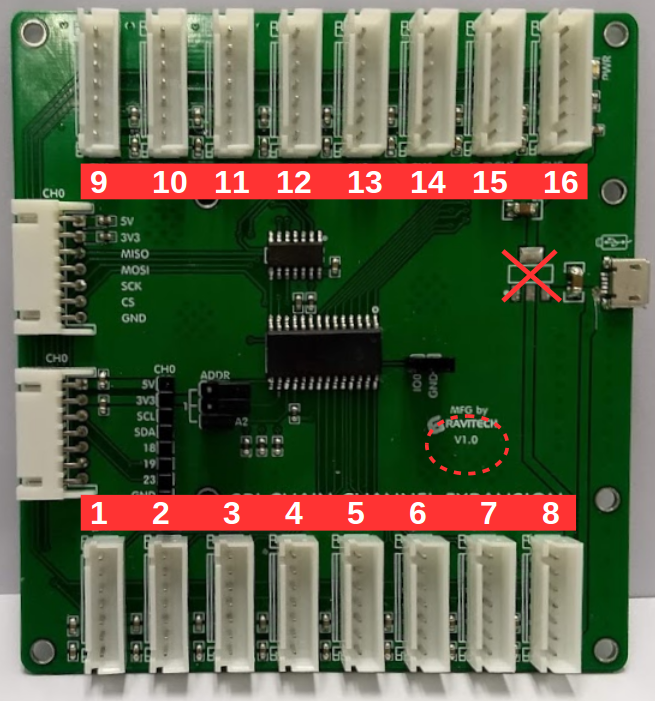 PWR
9 10 11 12 13 14 15 16
CH0
5V
3V3
MISO
MOSI
SCK
CS
GND
CH0
CH0
5V
3V3
SCL
SDA
18
19
23
GND
ADDR
1
A2
IO0
GND
MFG by
GRAVITECH
V1.0
1 2 3 4 5 6 7 8